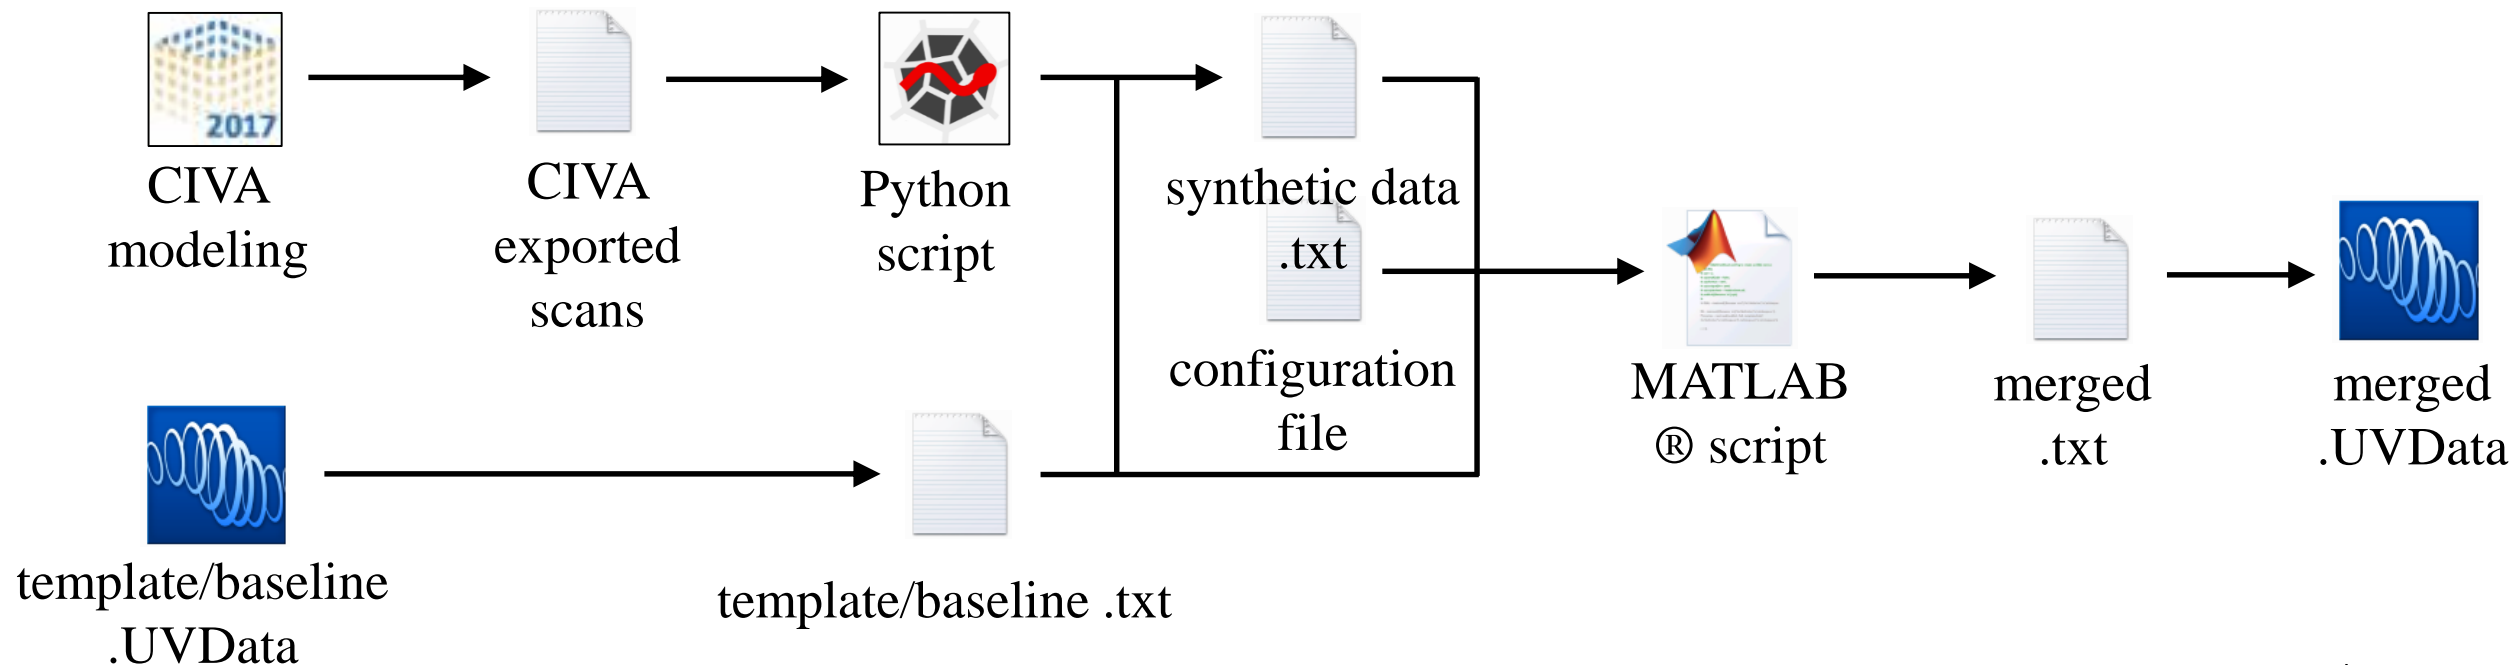 2017
CIVA
modeling
CIVA
exported
scans
Python
script
synthetic data
.txt
configuration
file
MATLAB
® script
merged
.txt
merged
.UVData
template/baseline
.UVData
template/baseline .txt